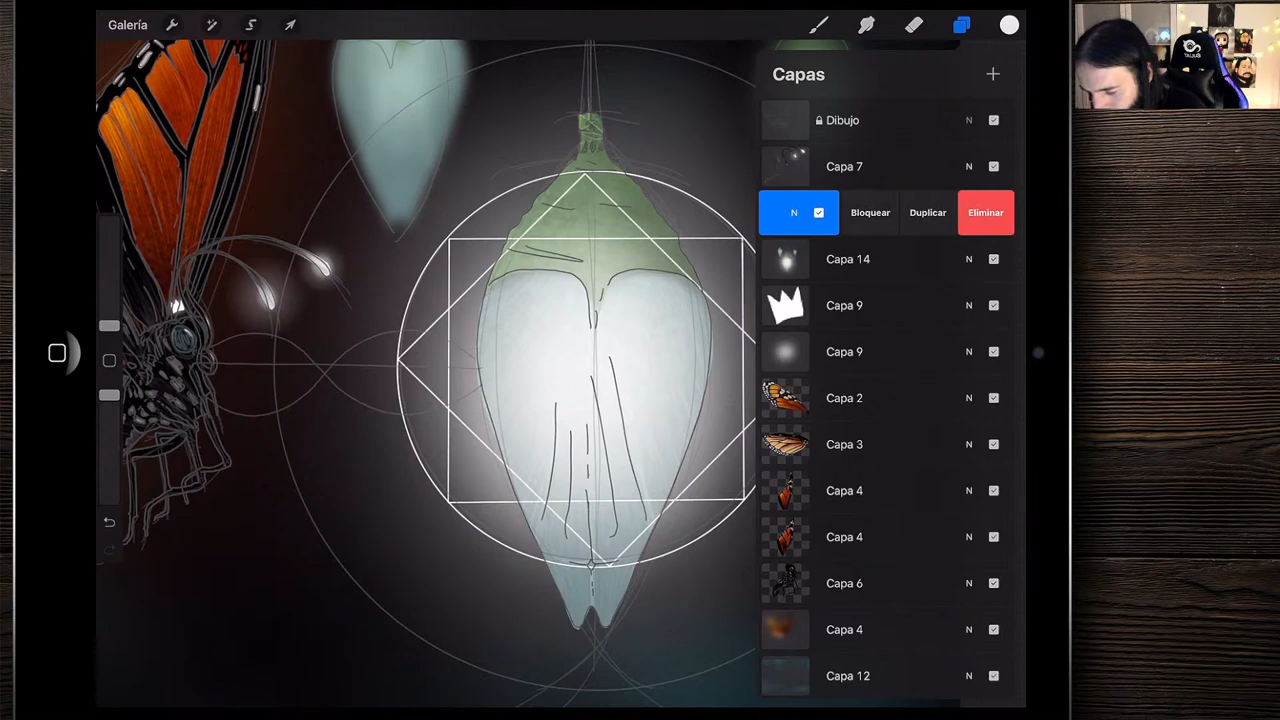 Galería
Capas
Dibujo N
Capa 7 N
N Bloquear Duplicar Eliminar
Capa 14 N
Capa 9 N
Capa 9 N
Capa 2 N
Capa 3 N
Capa 4 N
Capa 4 N
Capa 6 N
Capa 4 N
Capa 12 N